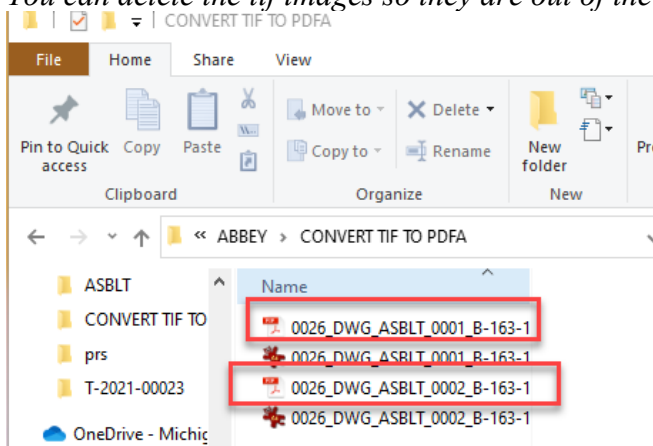 You can delete the tif images so they are out of the
CONVERT TIF TO PDFA
File Home Share View
Pin to Quick access Copy Paste W... Move to Copy to Delete Rename New folder Pr
Clipboard Organize New
« ABBEY > CONVERT TIF TO PDFA
ASBLT Name
CONVERT TIF TO 0026_DWG_ASBLT_0001_B-163-1
prs 0026_DWG_ASBLT_0001_B-163-1
T-2021-00023 0026_DWG_ASBLT_0002_B-163-1
OneDrive - Michig 0026_DWG_ASBLT_0002_B-163-1